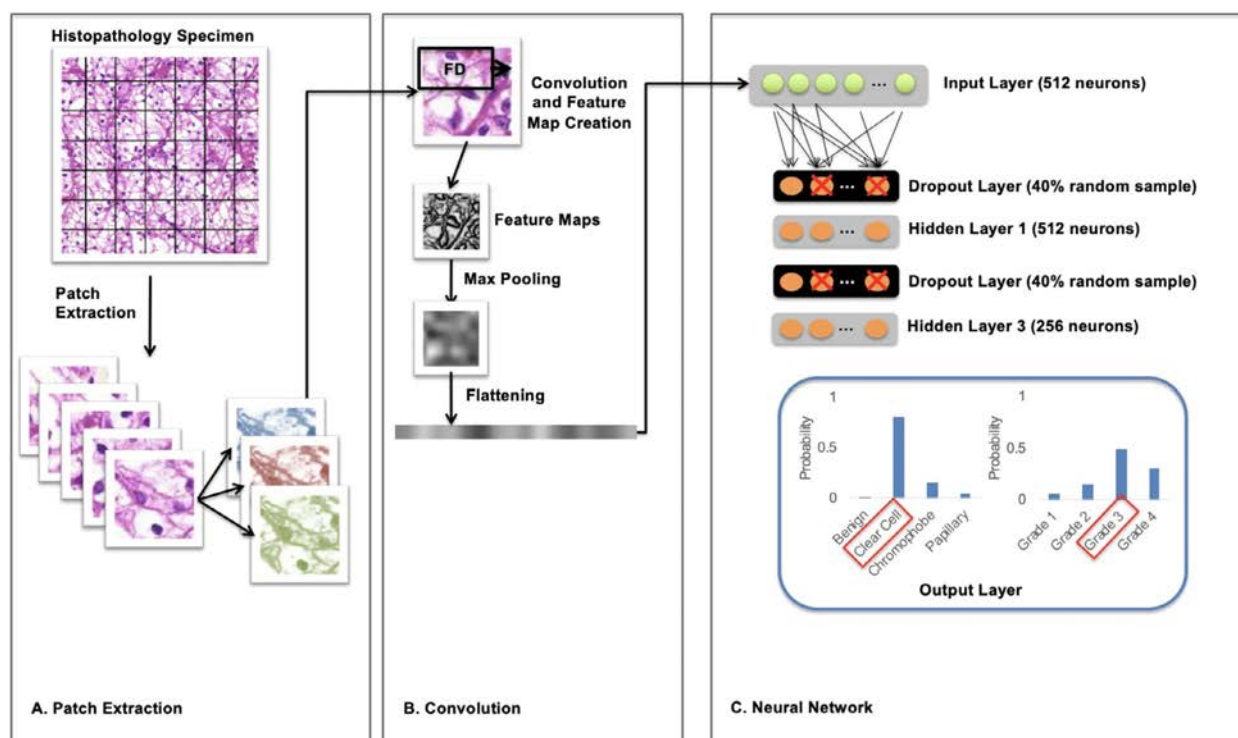 Histopathology Specimen
Patch
Extraction
A. Patch Extraction
FD
Convolution
and Feature
Map Creation
Feature Maps
Max Pooling
Flattening
B. Convolution
...
Input Layer (512 neurons)
...
Dropout Layer (40% random sample)
...
Hidden Layer 1 (512 neurons)
...
Dropout Layer (40% random sample)
...
Hidden Layer 3 (256 neurons)
1
0.5
0
Probability
Benign
Clear Cell
Chromophobe
Papillary
1
0.5
0
Probability
Grade 1
Grade 2
Grade 3
Grade 4
Output Layer
C. Neural Network